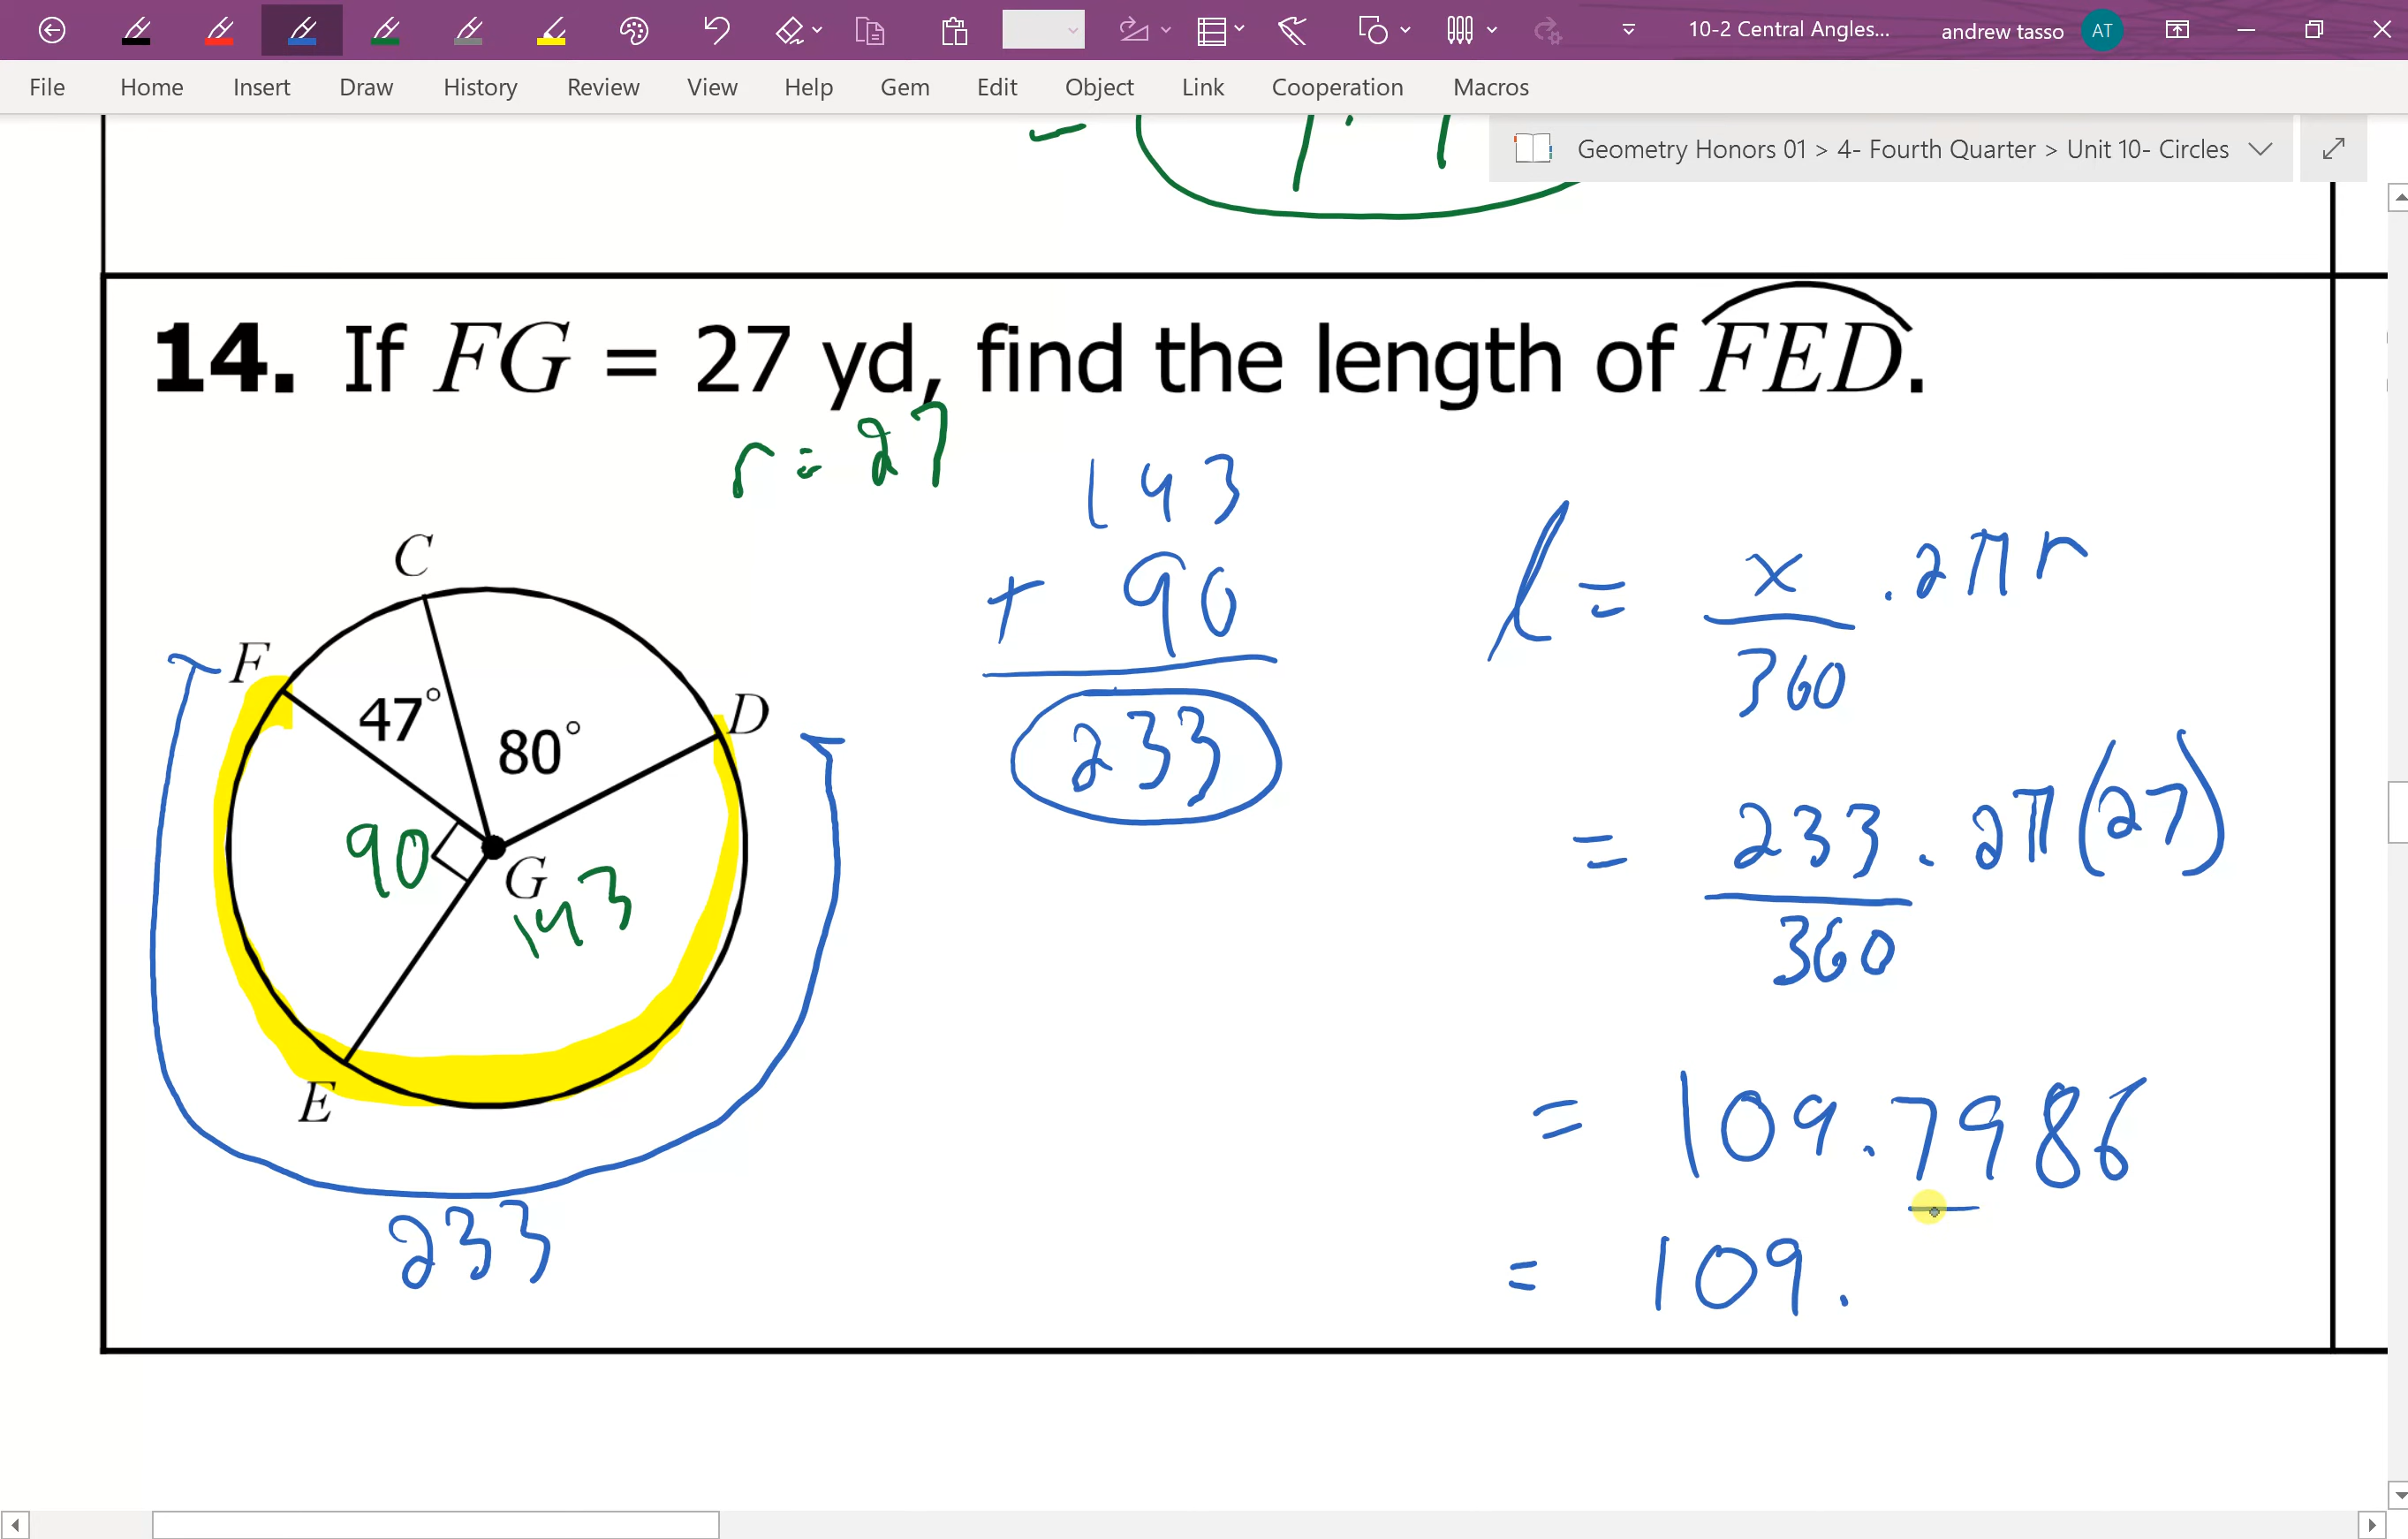 10-2 Central Angles... andrew tasso AT
File Home Insert Draw History Review View Help Gem Edit Object Link Cooperation Macros
Geometry Honors 01 > 4- Fourth Quarter > Unit 10- Circles
14. If FG = 27 yd, find the length of FED.
r = 27
143
+ 90
233
C
F
47°
80°
D
90
G
143
E
233
l = x/360 . 2πr
= 233/360 . 2π(27)
= 109.7986
= 109.